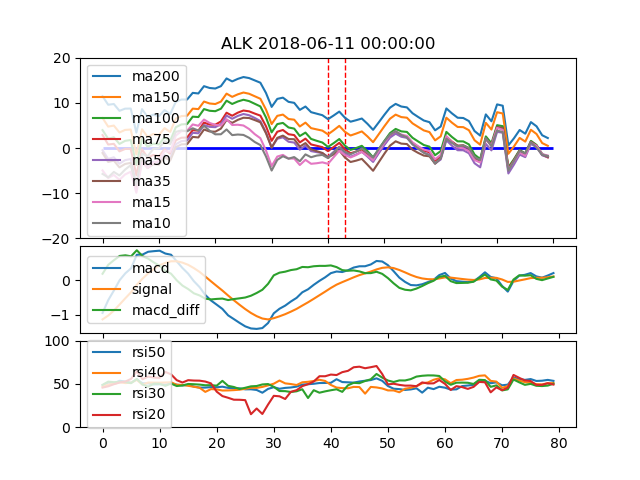 ALK 2018-06-11 00:00:00
20
10
0
−10
−20
ma200
ma150
ma100
ma75
ma50
ma35
ma15
ma10
0
−1
macd
signal
macd_diff
100
50
0
rsi50
rsi40
rsi30
rsi20
0 10 20 30 40 50 60 70 80